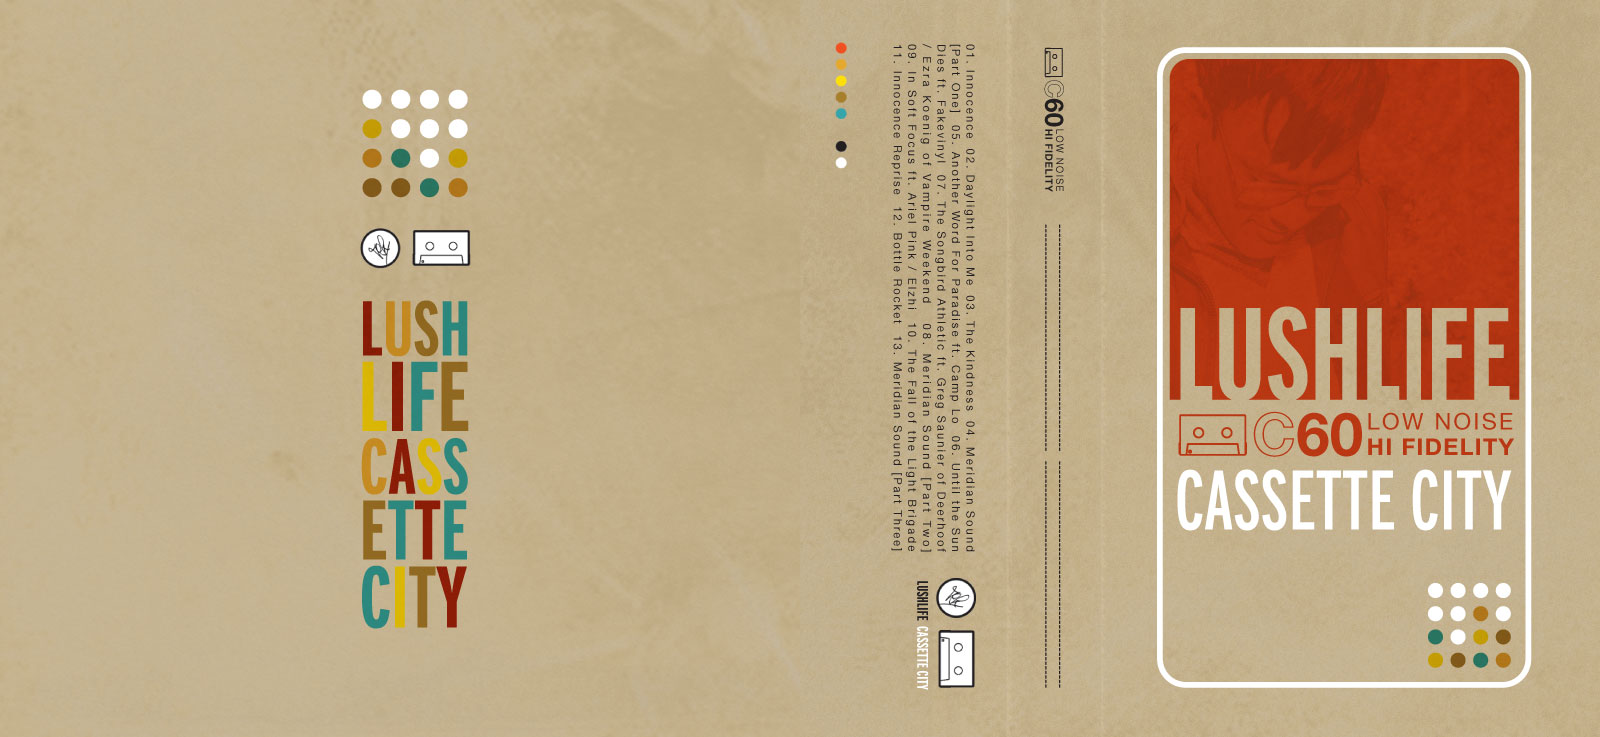 LUSH
LIFE
CASS
ETTE
CITY
01. Innocence 02. Daylight Into Me 03. The Kindness 04. Meridian Sound
[Part One] 05. Another Word For Paradise ft. Camp Lo 06. Until the Sun
Dies ft. Fakevinyl 07. The Songbird Athletic ft. Greg Saunier of Deerhoof
/ Ezra Koenig of Vampire Weekend 08. Meridian Sound [Part Two]
09. In Soft Focus ft. Ariel Pink / Elzhi 10. The Fall of the Light Brigade
11. Innocence Reprise 12. Bottle Rocket 13. Meridian Sound [Part Three]
LUSHLIFE CASSETTE CITY
C60 LOW NOISE
HI FIDELITY
LUSHLIFE
C60 LOW NOISE
HI FIDELITY
CASSETTE CITY